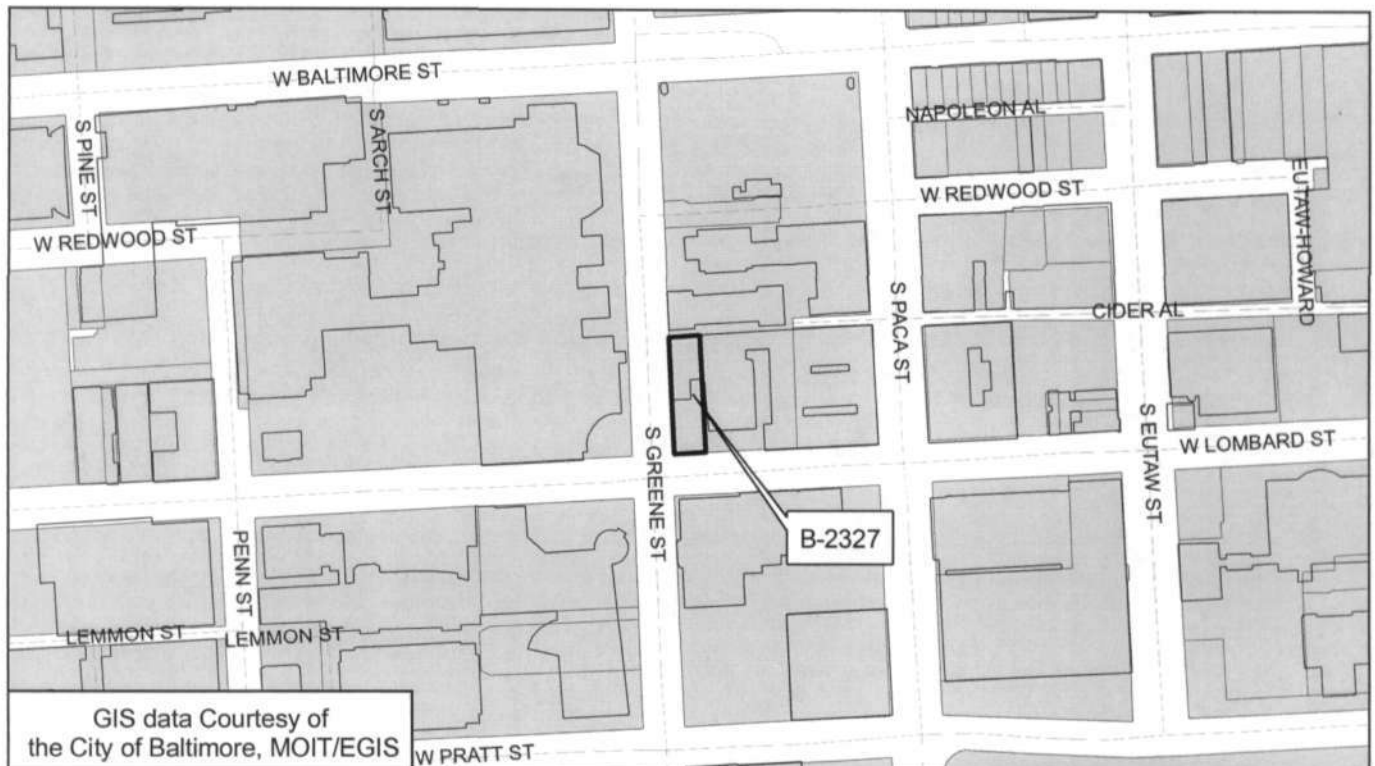 W BALTIMORE ST
NAPOLEON AL
S PINE ST
S ARCH ST
W REDWOOD ST
EUTAW-HOWARD
W REDWOOD ST
S PACA ST
CIDER AL
S GREENE ST
S EUTAW ST
W LOMBARD ST
B-2327
PENN ST
LEMMON ST
LEMMON ST
GIS data Courtesy of
the City of Baltimore, MOIT/EGIS
W PRATT ST